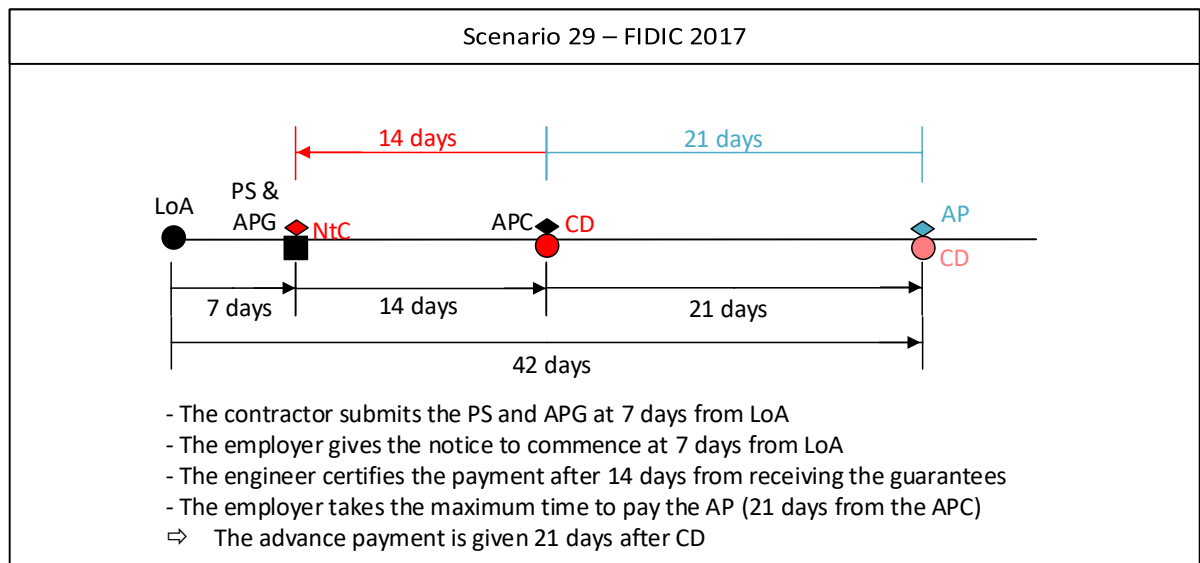 Scenario 29 – FIDIC 2017
14 days
21 days
PS &
LoA
APG
NtC
APC
CD
AP
CD
7 days
14 days
21 days
42 days
- The contractor submits the PS and APG at 7 days from LoA
- The employer gives the notice to commence at 7 days from LoA
- The engineer certifies the payment after 14 days from receiving the guarantees
- The employer takes the maximum time to pay the AP (21 days from the APC)
⇨ The advance payment is given 21 days after CD